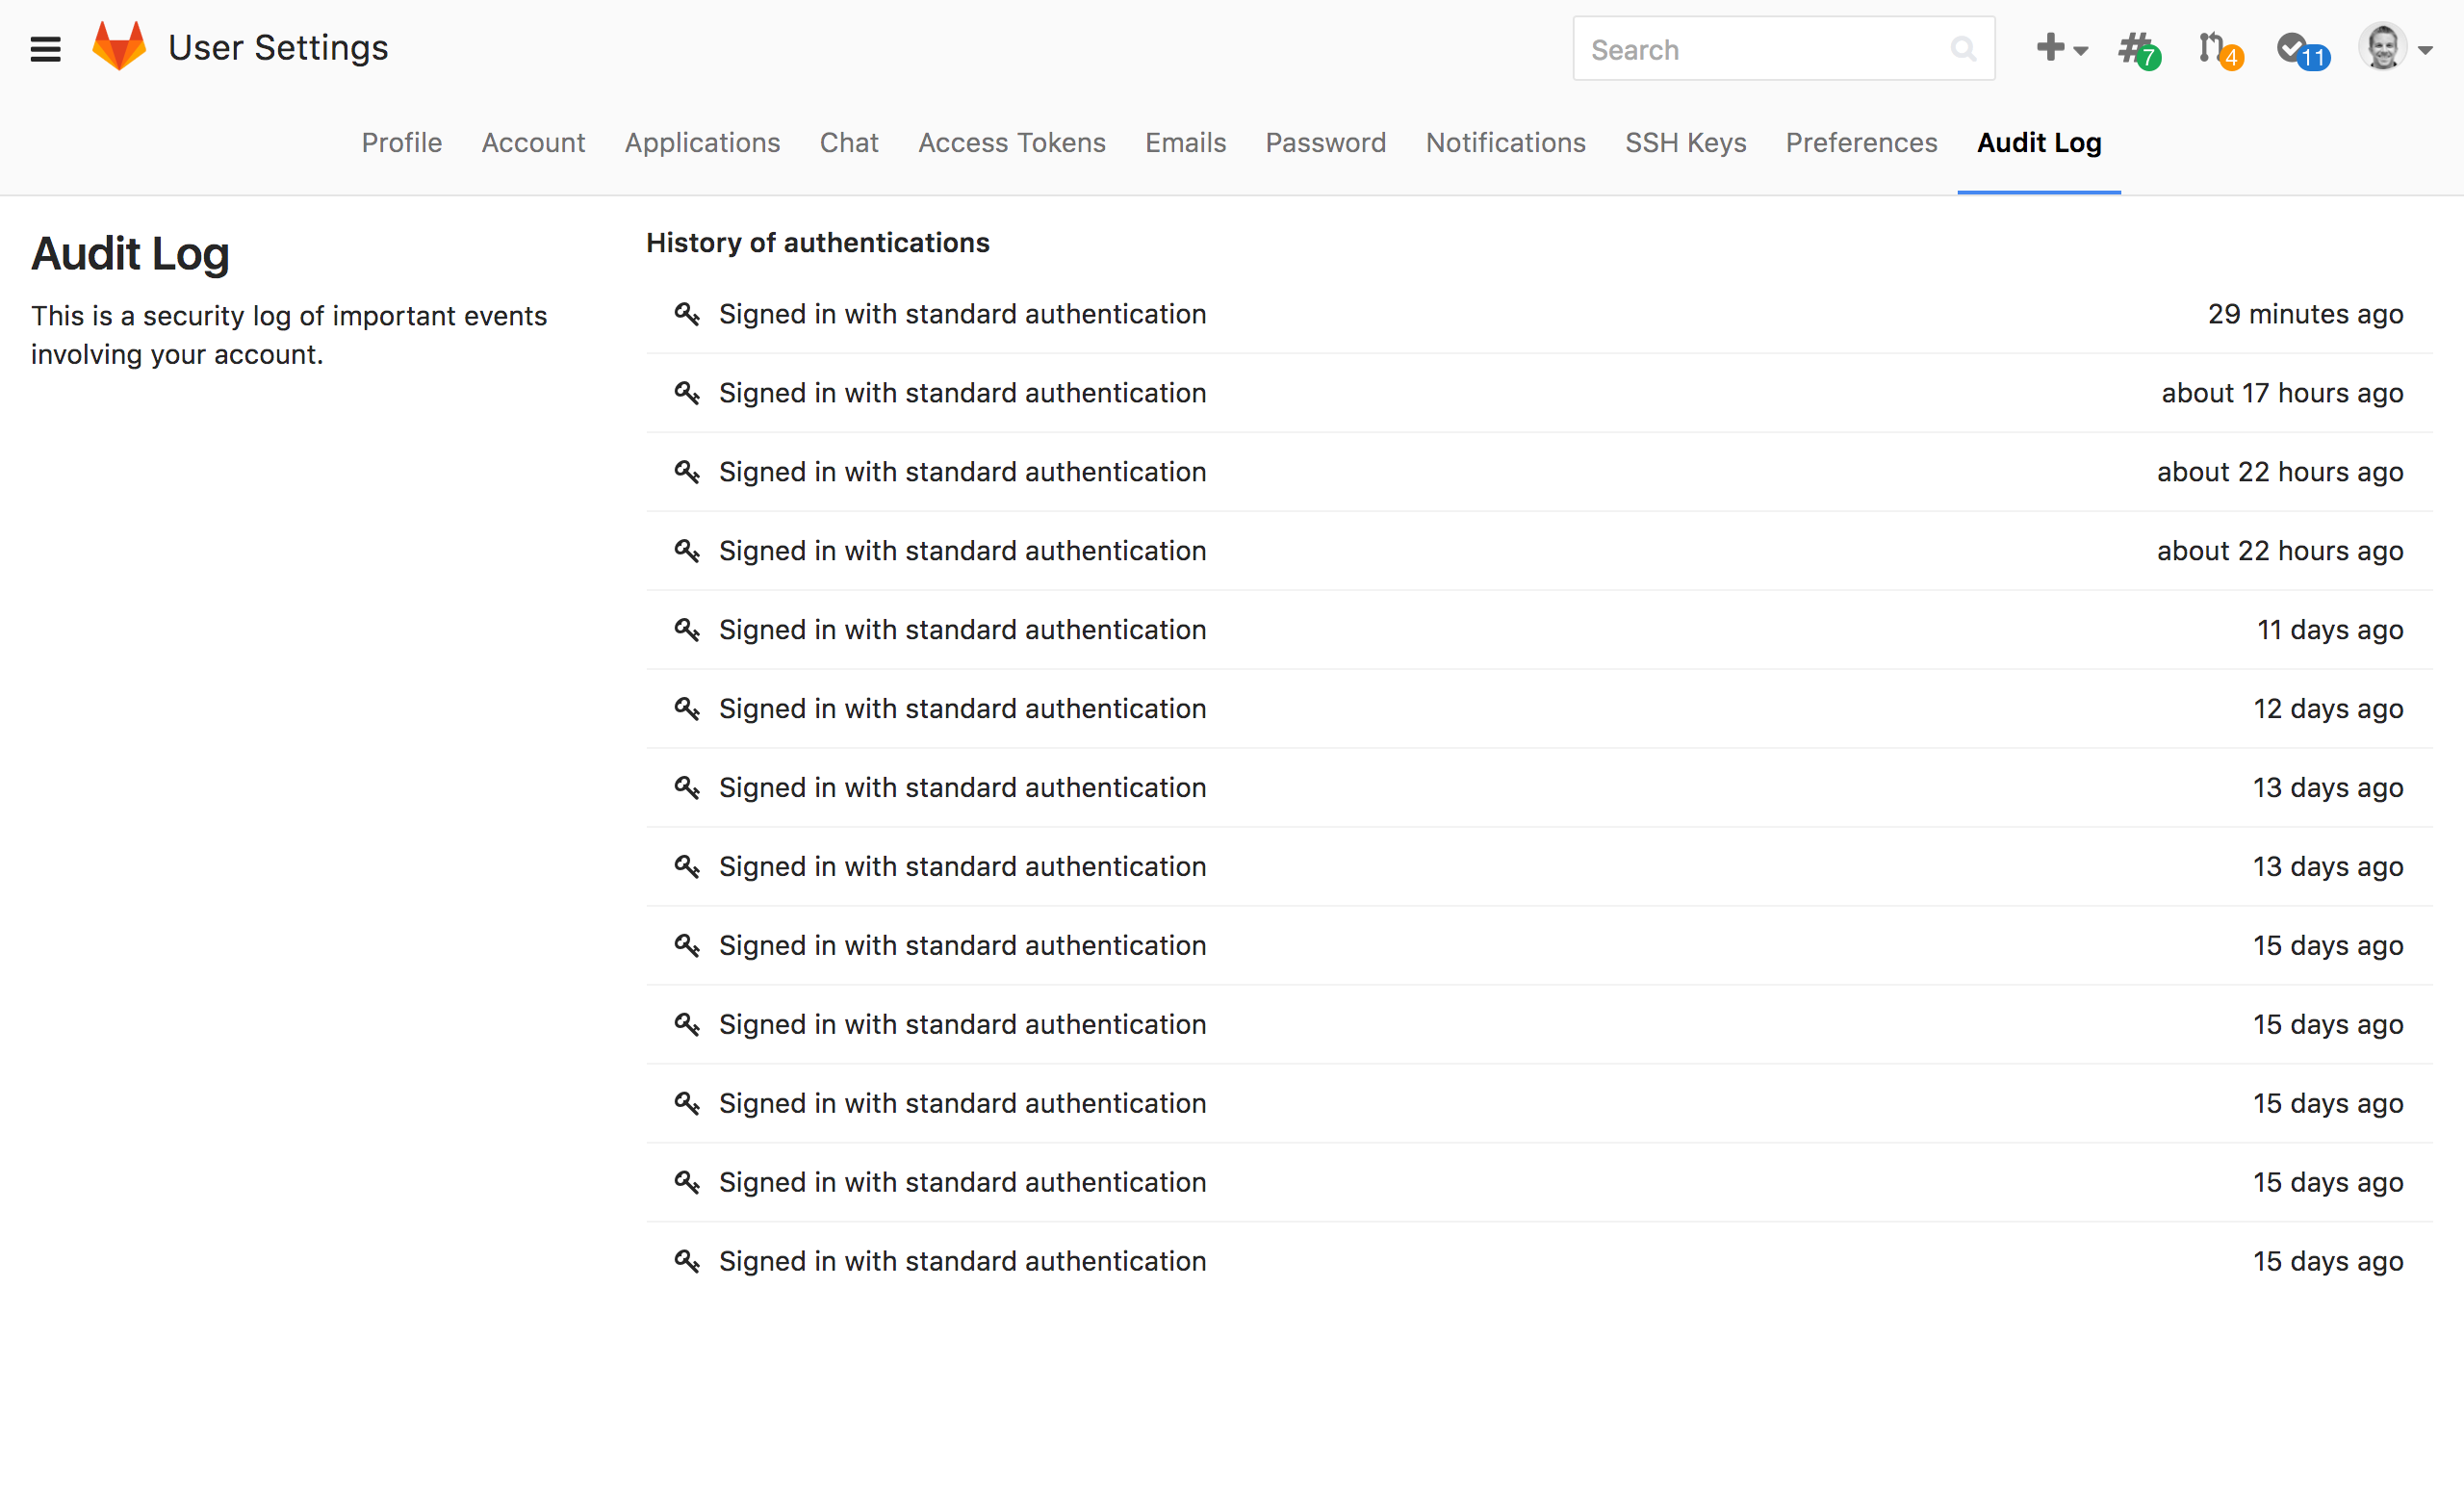 User Settings
Search
7
4
11
Profile Account Applications Chat Access Tokens Emails Password Notifications SSH Keys Preferences Audit Log
Audit Log
This is a security log of important events
involving your account.
History of authentications
Signed in with standard authentication 29 minutes ago
Signed in with standard authentication about 17 hours ago
Signed in with standard authentication about 22 hours ago
Signed in with standard authentication about 22 hours ago
Signed in with standard authentication 11 days ago
Signed in with standard authentication 12 days ago
Signed in with standard authentication 13 days ago
Signed in with standard authentication 13 days ago
Signed in with standard authentication 15 days ago
Signed in with standard authentication 15 days ago
Signed in with standard authentication 15 days ago
Signed in with standard authentication 15 days ago
Signed in with standard authentication 15 days ago